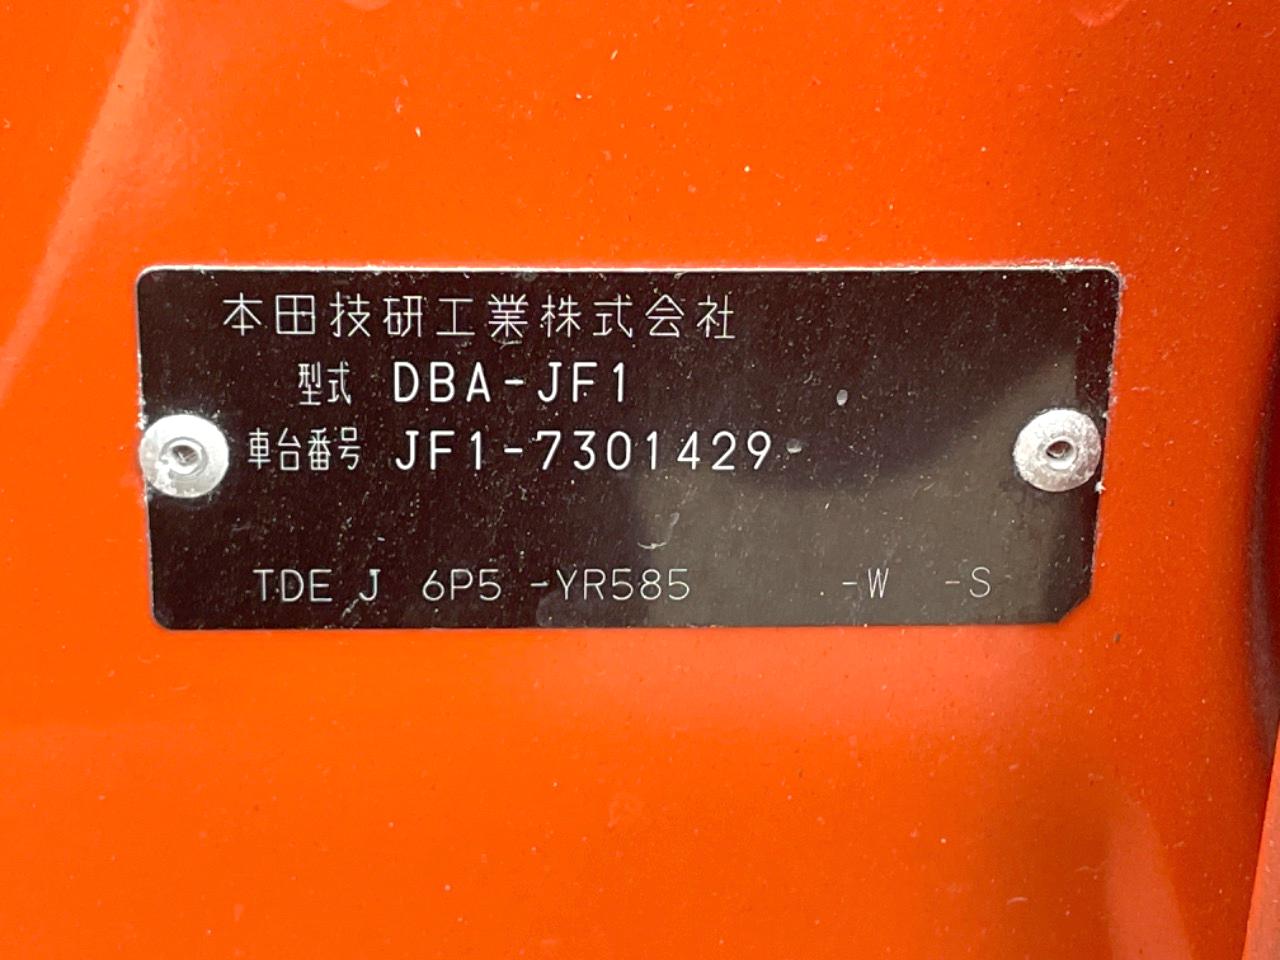 本田技研工業株式会社
型式 DBA-JF1
車台番号 JF1-7301429
TDE J 6P5 -YR585 -W -S